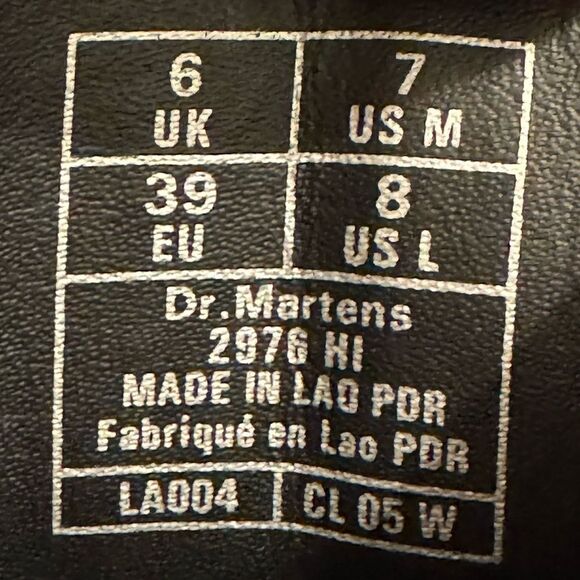 6 7
UK US M
39 8
EU US L
Dr.Martens
2976 HI
MADE IN LAO PDR
Fabriqué en Lao PDR
LA004 CL 05 W